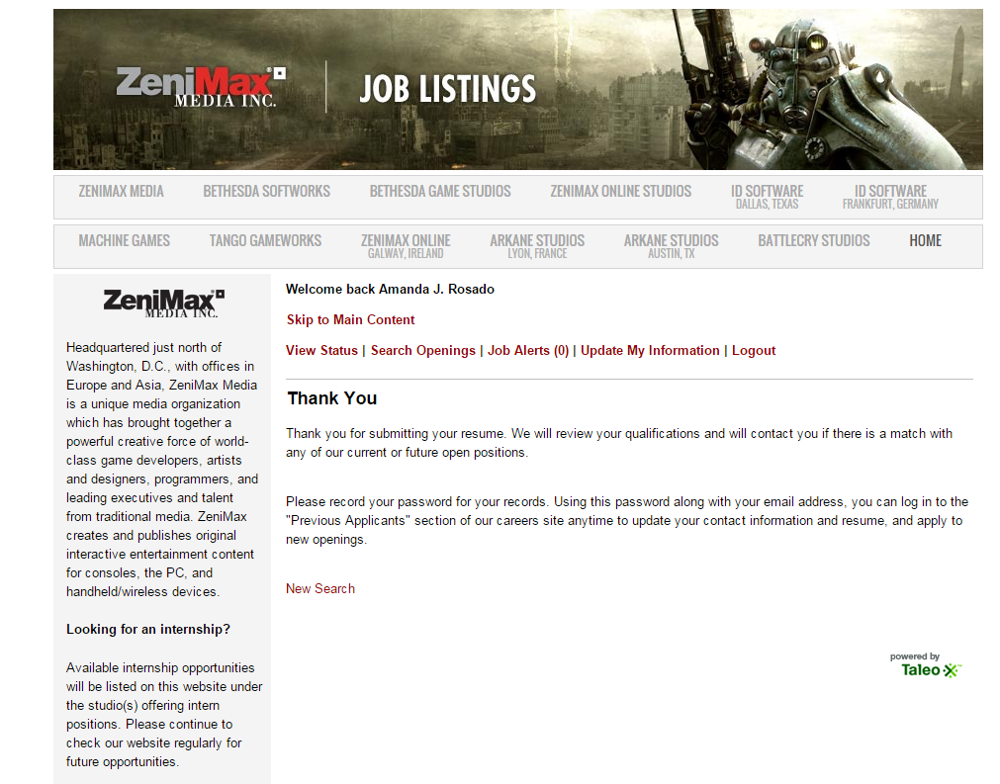 ZeniMax
MEDIA INC.
JOB LISTINGS
ZENIMAX MEDIA BETHESDA SOFTWORKS BETHESDA GAME STUDIOS ZENIMAX ONLINE STUDIOS ID SOFTWARE ID SOFTWARE
DALLAS, TEXAS FRANKFURT, GERMANY
MACHINE GAMES TANGO GAMEWORKS ZENIMAX ONLINE ARKANE STUDIOS ARKANE STUDIOS BATTLECRY STUDIOS HOME
GALWAY, IRELAND LYON, FRANCE AUSTIN, TX
ZeniMax
MEDIA INC.
Headquartered just north of
Washington, D.C., with offices in
Europe and Asia, ZeniMax Media
is a unique media organization
which has brought together a
powerful creative force of world-
class game developers, artists
and designers, programmers, and
leading executives and talent
from traditional media. ZeniMax
creates and publishes original
interactive entertainment content
for consoles, the PC, and
handheld/wireless devices.
Looking for an internship?
Available internship opportunities
will be listed on this website under
the studio(s) offering intern
positions. Please continue to
check our website regularly for
future opportunities.
Welcome back Amanda J. Rosado
Skip to Main Content
View Status | Search Openings | Job Alerts (0) | Update My Information | Logout
Thank You
Thank you for submitting your resume. We will review your qualifications and will contact you if there is a match with
any of our current or future open positions.
Please record your password for your records. Using this password along with your email address, you can log in to the
"Previous Applicants" section of our careers site anytime to update your contact information and resume, and apply to
new openings.
New Search
powered by
Taleo